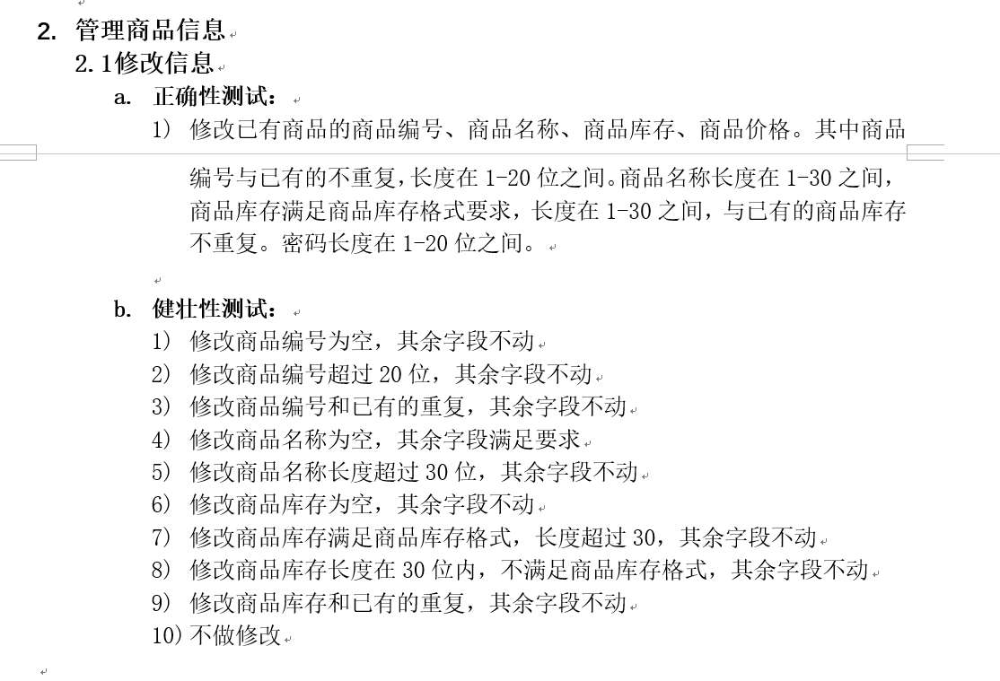 2. 管理商品信息
2.1修改信息
a. 正确性测试：
1) 修改已有商品的商品编号、商品名称、商品库存、商品价格。其中商品
编号与已有的不重复，长度在 1-20 位之间。商品名称长度在 1-30 之间，
商品库存满足商品库存格式要求，长度在 1-30 之间，与已有的商品库存
不重复。密码长度在 1-20 位之间。
b. 健壮性测试：
1) 修改商品编号为空，其余字段不动
2) 修改商品编号超过 20 位，其余字段不动
3) 修改商品编号和已有的重复，其余字段不动
4) 修改商品名称为空，其余字段满足要求
5) 修改商品名称长度超过 30 位，其余字段不动
6) 修改商品库存为空，其余字段不动
7) 修改商品库存满足商品库存格式，长度超过 30，其余字段不动
8) 修改商品库存长度在 30 位内，不满足商品库存格式，其余字段不动
9) 修改商品库存和已有的重复，其余字段不动
10) 不做修改